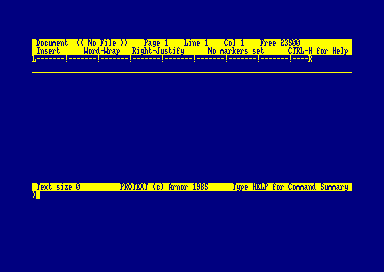 Document (( No File )) Page 1 Line 1 Col 1 Free 23800
Insert Word-Wrap Right-Justify No markers set CTRL-H for Help
L-------!-------!-------!-------!-------!-------!-------!-------!----R
Text size 0 PROTEXT (c) Arnor 1985 Type HELP for Command Summary
>